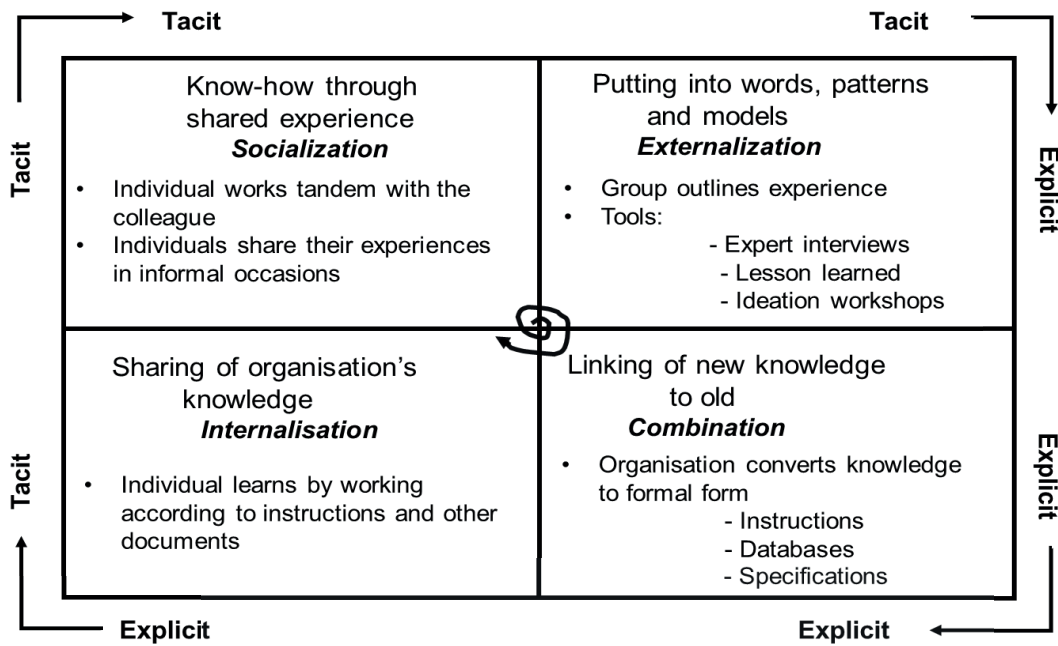 Tacit
Tacit
Tacit
Know-how through
shared experience
Socialization
• Individual works tandem with the
colleague
• Individuals share their experiences
in informal occasions
Putting into words, patterns
and models
Externalization
• Group outlines experience
• Tools:
- Expert interviews
- Lesson learned
- Ideation workshops
Explicit
Tacit
Sharing of organisation's
knowledge
Internalisation
• Individual learns by working
according to instructions and other
documents
Linking of new knowledge
to old
Combination
• Organisation converts knowledge
to formal form
- Instructions
- Databases
- Specifications
Explicit
Explicit
Explicit